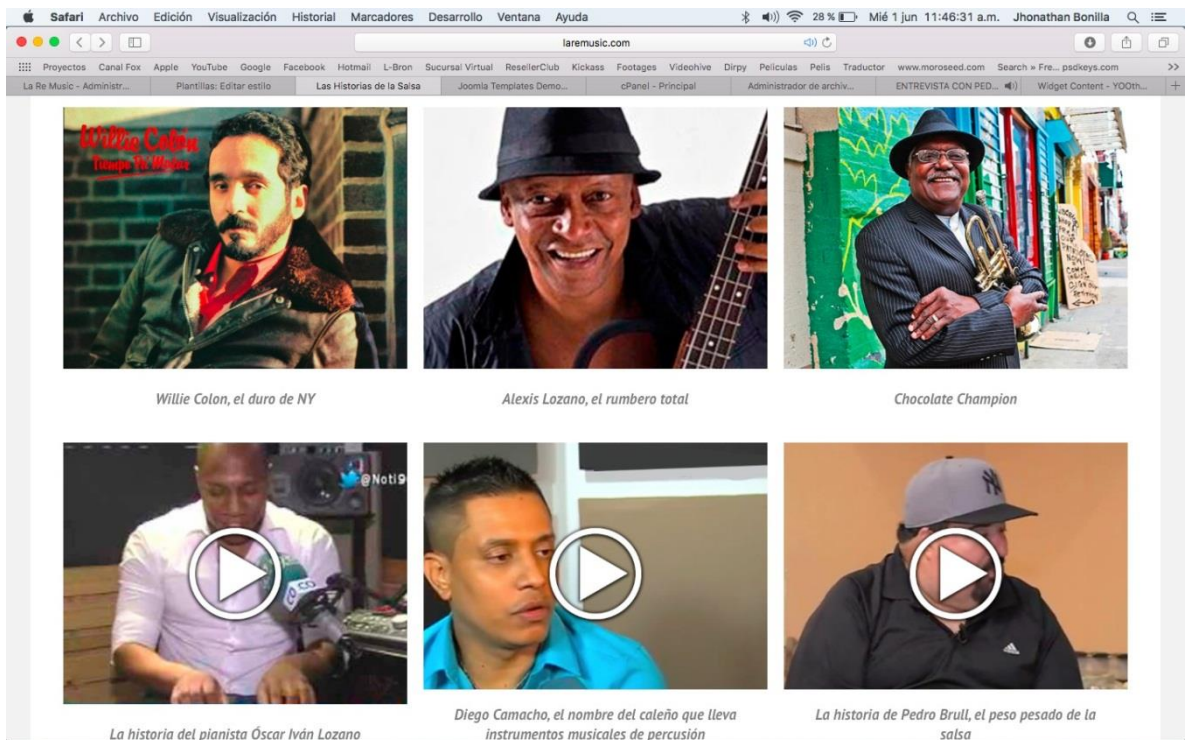 Safari Archivo Edición Visualización Historial Marcadores Desarrollo Ventana Ayuda 28 % Mié 1 jun 11:46:31 a.m. Jhonathan Bonilla
laremusic.com
Proyectos Canal Fox Apple YouTube Google Facebook Hotmail L-Bron Sucursal Virtual ResellerClub Kickass Footages Videohive Dirpy Peliculas Pelis Traductor www.moroseed.com Search » Fre... psdkeys.com >>
La Re Music - Administr... Plantillas: Editar estilo Las Historias de la Salsa Joomla Templates Demo... cPanel - Principal Administrador de archiv... ENTREVISTA CON PED... Widget Content - YOOth... +
Willie Colón
Tiempo Pa' Matar
Willie Colon, el duro de NY
Alexis Lozano, el rumbero total
Chocolate Champion
@Noti9
CO CO
NY
adidas
La historia del pianista Óscar Iván Lozano
Diego Camacho, el nombre del caleño que lleva
instrumentos musicales de percusión
La historia de Pedro Brull, el peso pesado de la
salsa